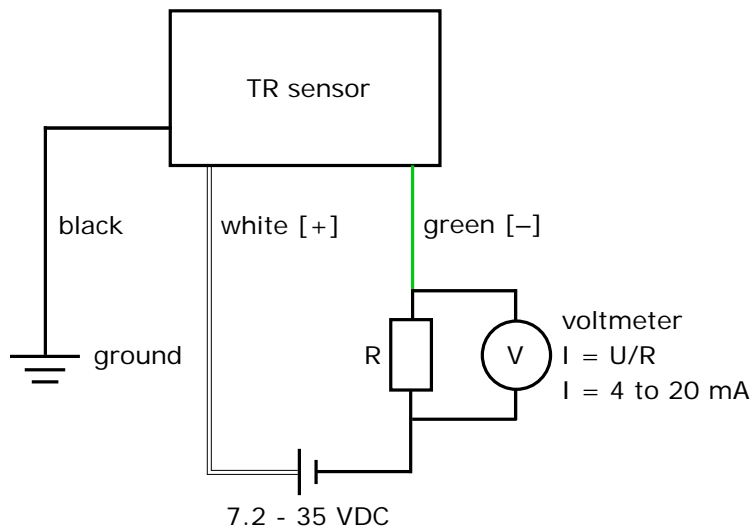 TR sensor
black
white [+]
green [–]
ground
R
V
voltmeter
I = U/R
I = 4 to 20 mA
7.2 - 35 VDC